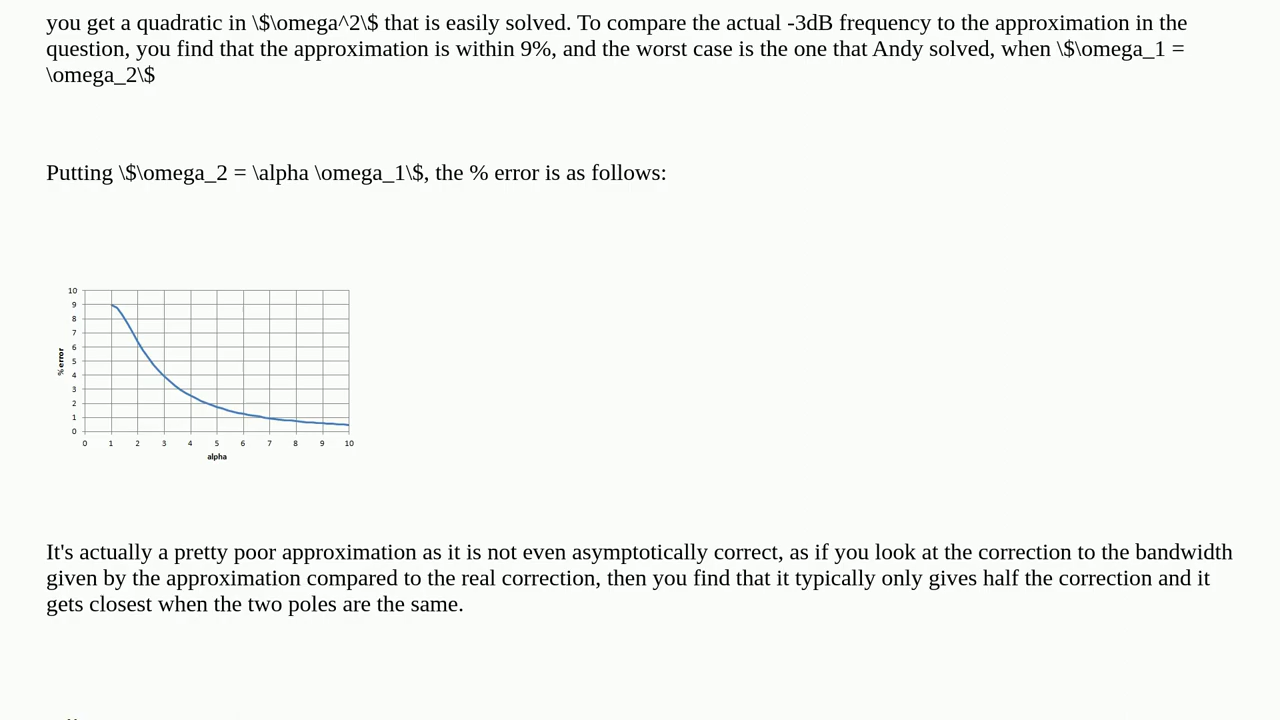 you get a quadratic in \$\omega^2\$ that is easily solved. To compare the actual -3dB frequency to the approximation in the
question, you find that the approximation is within 9%, and the worst case is the one that Andy solved, when \$\omega_1 =
\omega_2\$
Putting \$\omega_2 = \alpha \omega_1\$, the % error is as follows:
10
9
8
7
6
5
4
3
2
1
0
% error
0 1 2 3 4 5 6 7 8 9 10
alpha
It's actually a pretty poor approximation as it is not even asymptotically correct, as if you look at the correction to the bandwidth
given by the approximation compared to the real correction, then you find that it typically only gives half the correction and it
gets closest when the two poles are the same.